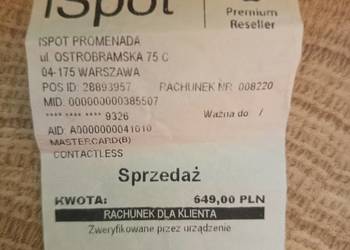 iSpot
Premium
Reseller
ISPOT PROMENADA
ul. OSTROBRAMSKA 75 C
04-175 WARSZAWA
POS ID: 28893957 RACHUNEK NR: 008220
MID: 000000000385507
**** **** **** 9326 Ważna do /
AID: A0000000041010
MASTERCARD(B)
CONTACTLESS
Sprzedaż
KWOTA: 649,00 PLN
RACHUNEK DLA KLIENTA
Zweryfikowane przez urządzenie